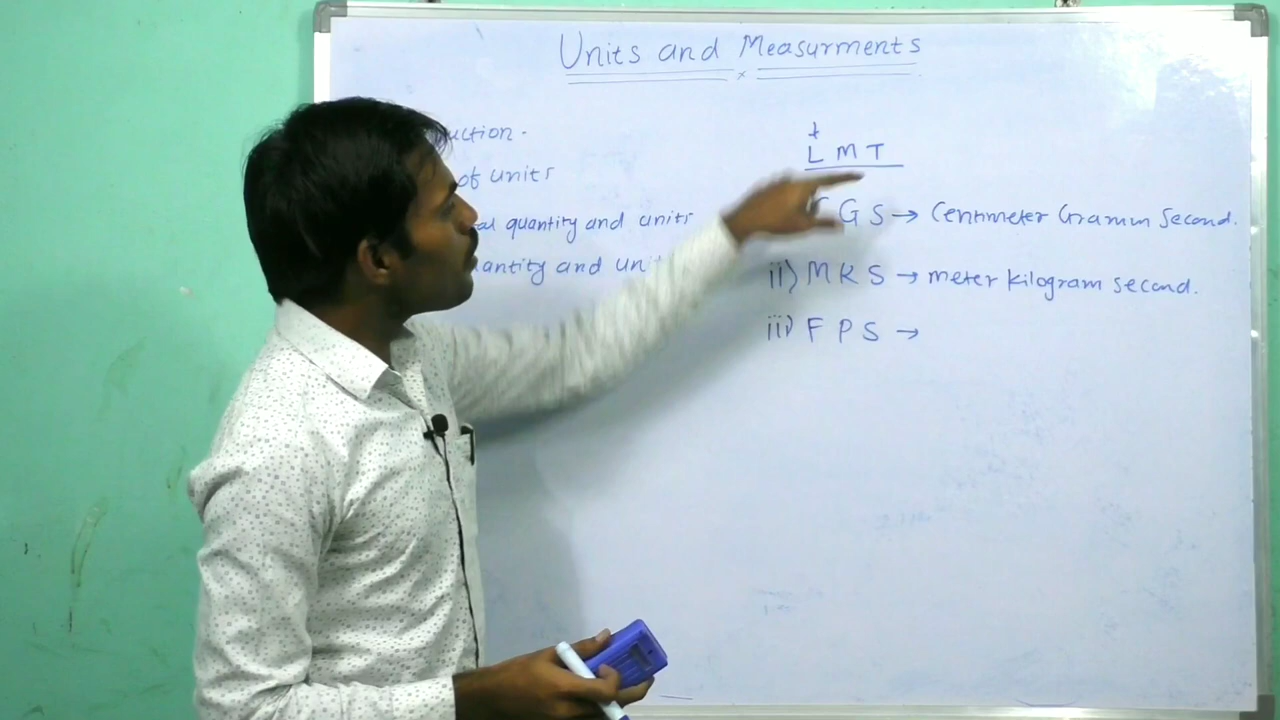 Units and Measurments
uction.
of units
al quantity and units
antity and uni
L M T
G S → Centimeter Gramm Second.
ii) M K S → meter kilogram second.
iii) F P S →